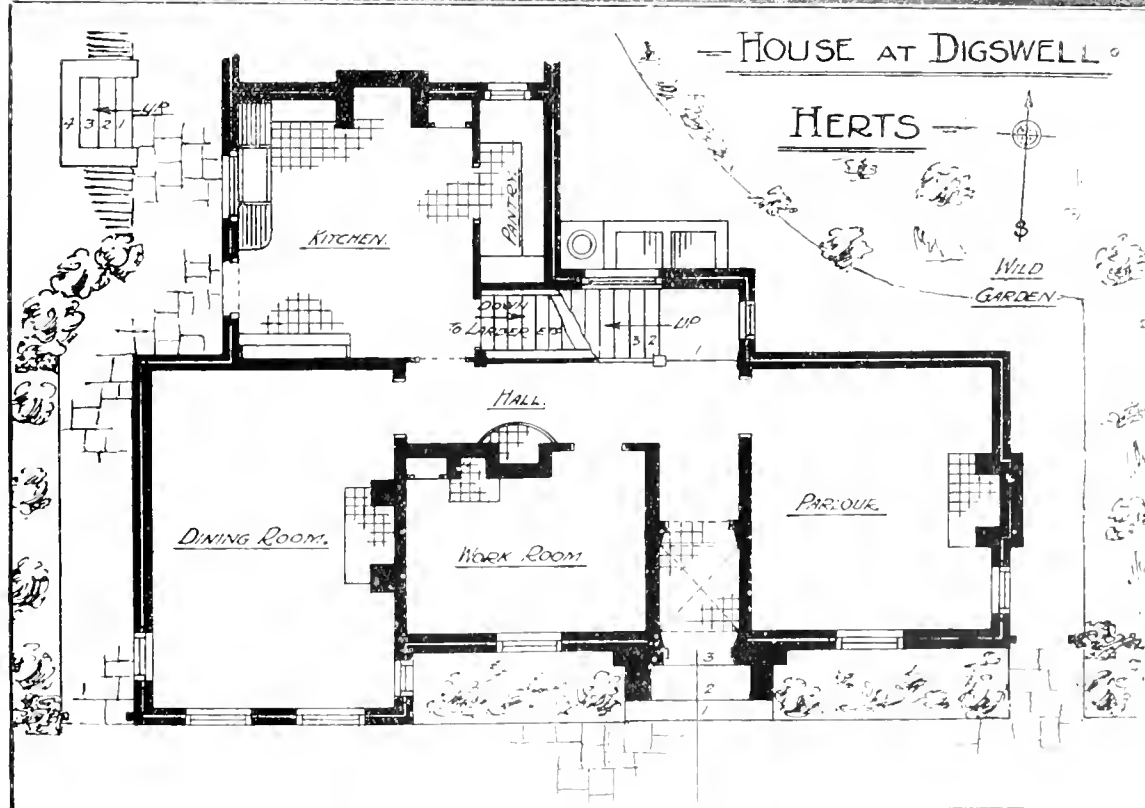 HOUSE AT DIGSWELL
HERTS
UP
4 3 2 1
S
WILD
GARDEN
KITCHEN.
PANTRY.
DOWN
TO LARDER ETC
UP
3 2
1
HALL.
DINING ROOM.
WORK ROOM
PARLOUR.
3
2
1